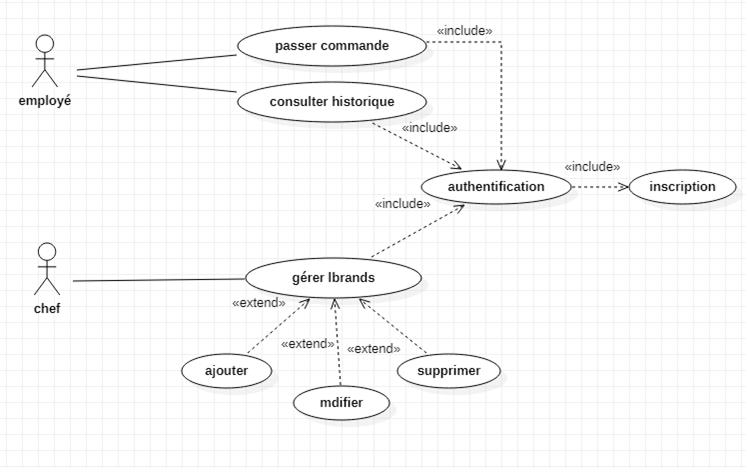 «include»
passer commande
employé
consulter historique
«include»
«include»
authentification
inscription
«include»
chef
gérer lbrands
«extend»
«extend»
«extend»
ajouter
supprimer
mdifier